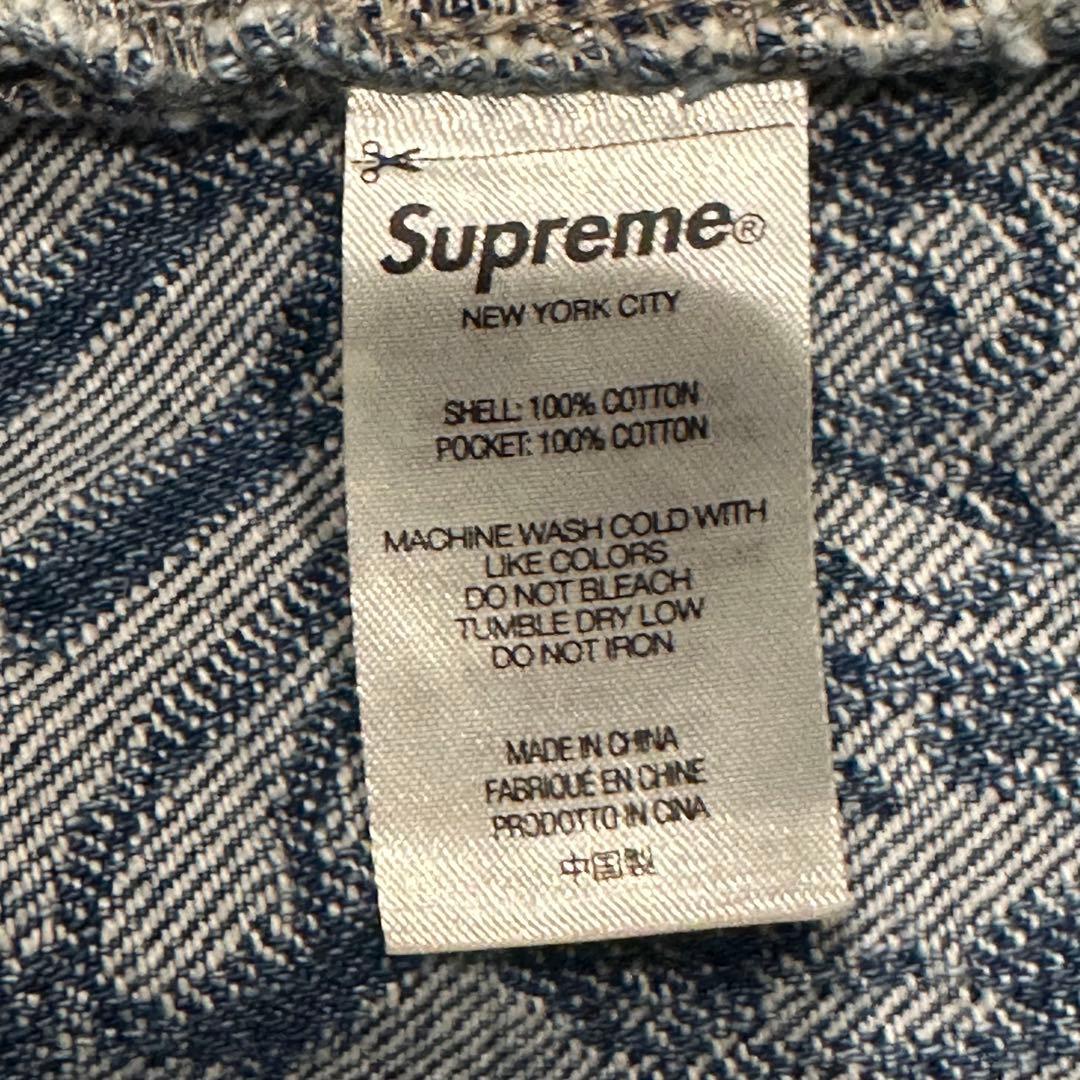 Supreme®
NEW YORK CITY
SHELL: 100% COTTON
POCKET: 100% COTTON
MACHINE WASH COLD WITH
LIKE COLORS
DO NOT BLEACH
TUMBLE DRY LOW
DO NOT IRON
MADE IN CHINA
FABRIQUÉ EN CHINE
PRODOTTO IN CINA
中国製